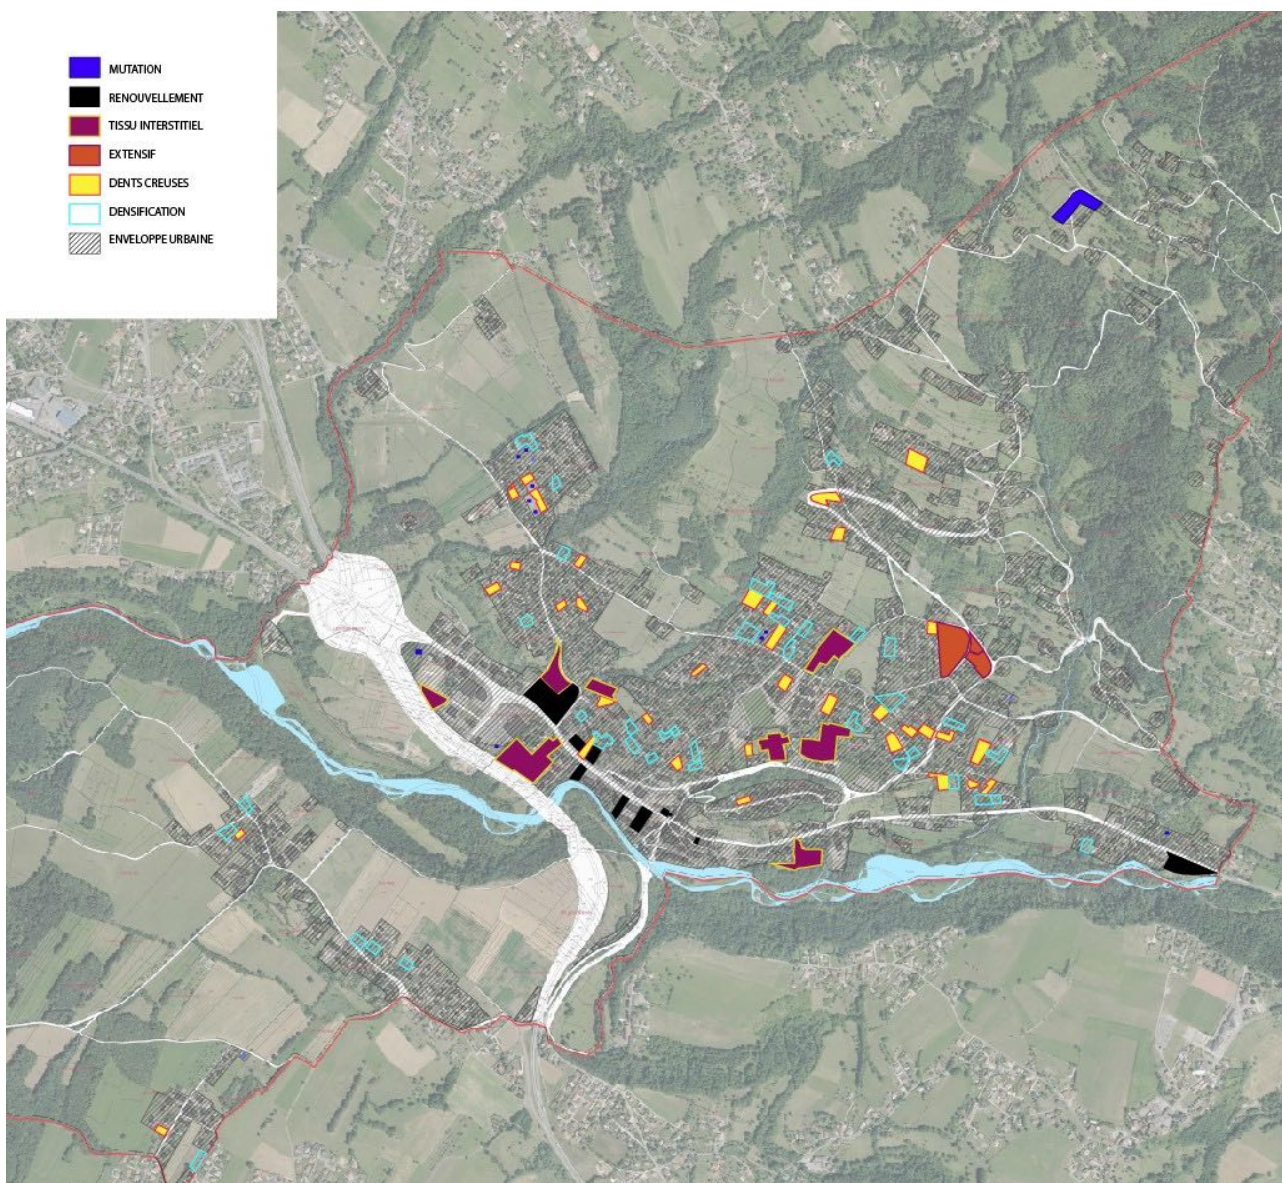 MUTATION
RENOUVELLEMENT
TISSU INTERSTITIEL
EXTENSIF
DENTS CREUSES
DENSIFICATION
ENVELOPPE URBAINE